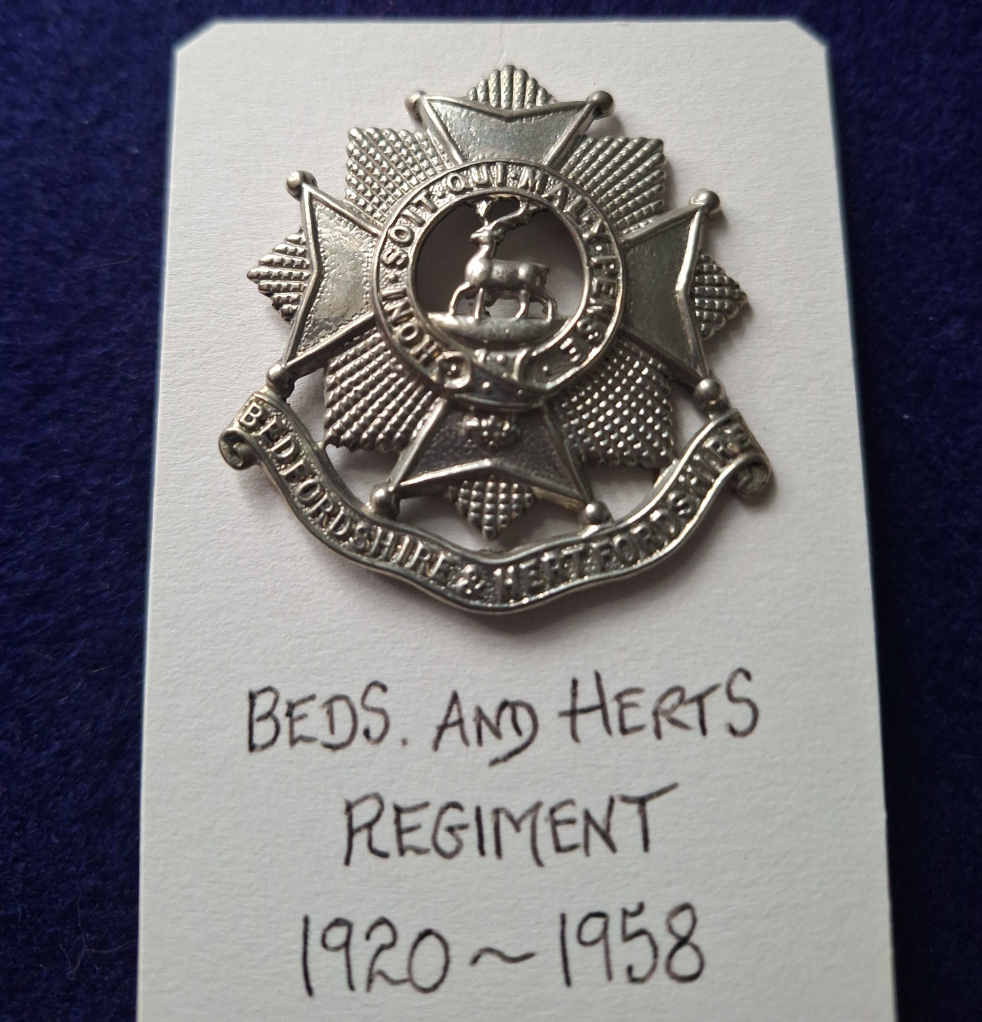 HONI·SOIT·QUI·MAL·Y·PENSE
BEDFORDSHIRE & HERTFORDSHIRE
BEDS. AND HERTS
REGIMENT
1920~1958